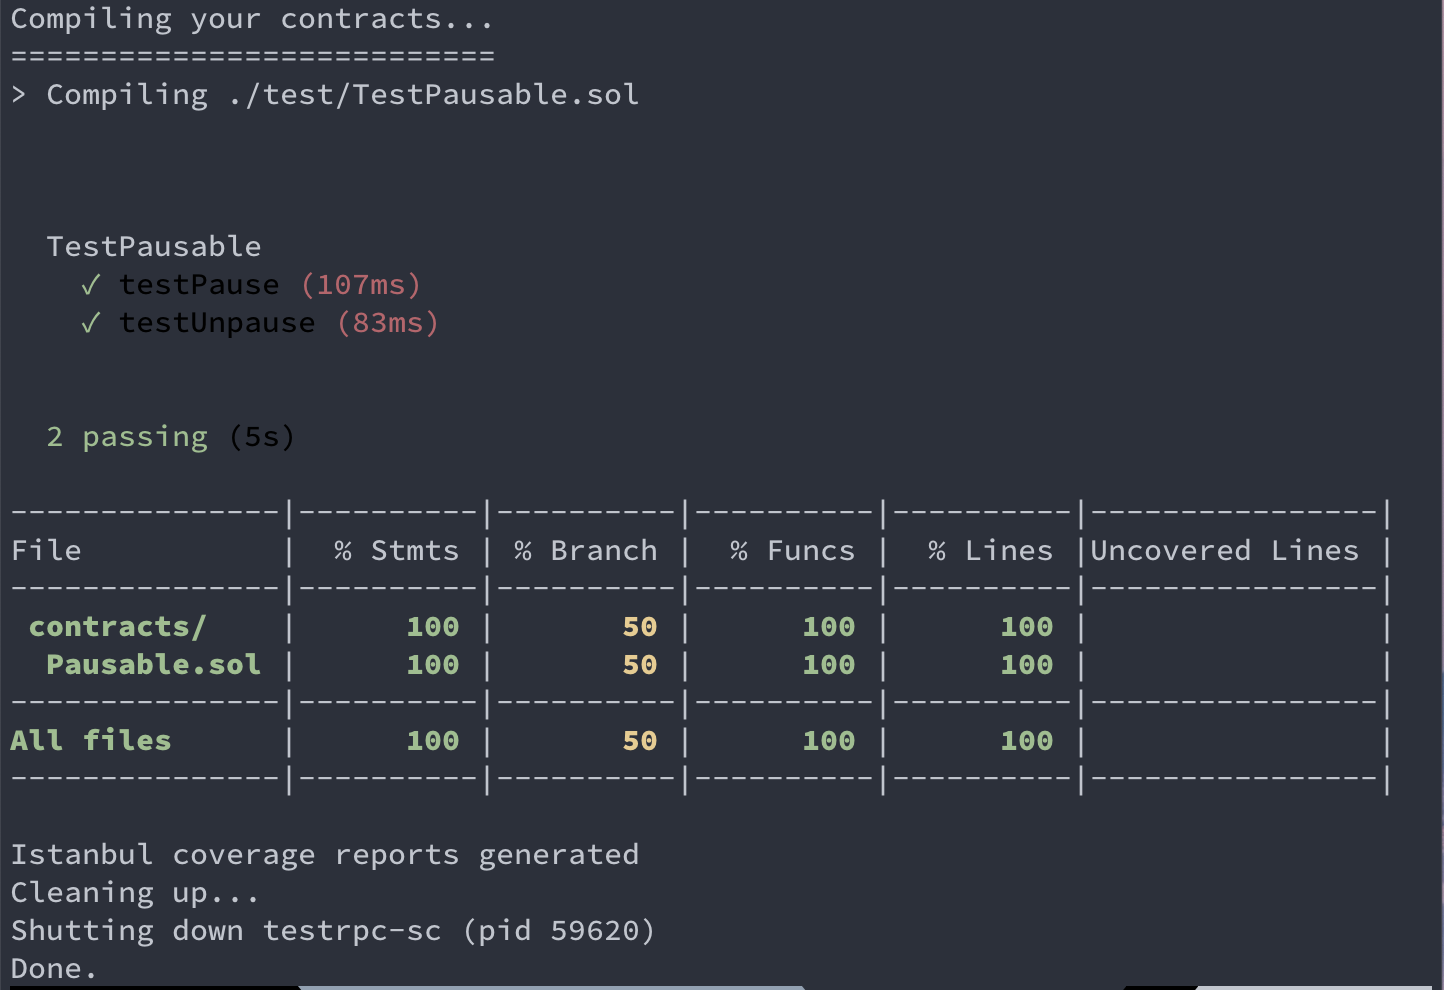 Compiling your contracts...
===========================
> Compiling ./test/TestPausable.sol
TestPausable
✓ testPause (107ms)
✓ testUnpause (83ms)
2 passing (5s)
---------------|----------|----------|----------|----------|----------------|
File           |  % Stmts | % Branch |  % Funcs |  % Lines |Uncovered Lines |
---------------|----------|----------|----------|----------|----------------|
 contracts/    |      100 |       50 |      100 |      100 |                |
  Pausable.sol |      100 |       50 |      100 |      100 |                |
---------------|----------|----------|----------|----------|----------------|
All files      |      100 |       50 |      100 |      100 |                |
---------------|----------|----------|----------|----------|----------------|
Istanbul coverage reports generated
Cleaning up...
Shutting down testrpc-sc (pid 59620)
Done.